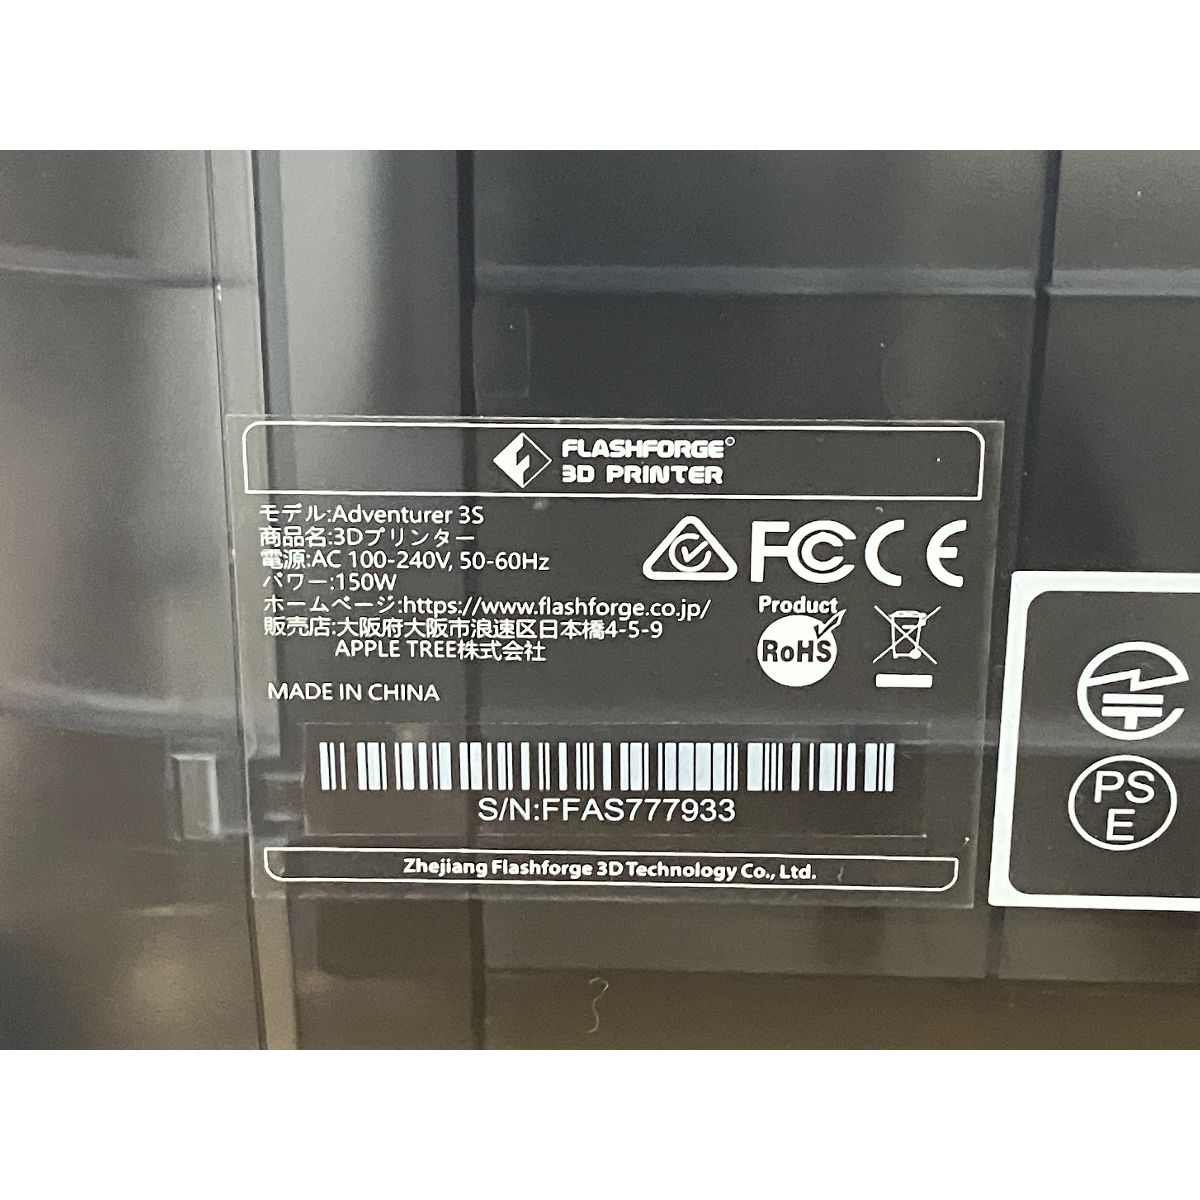 FLASHFORGE
3D PRINTER
モデル:Adventurer 3S
商品名:3Dプリンター
電源:AC 100-240V, 50-60Hz
パワー:150W
ホームページ:https://www.flashforge.co.jp/
販売店:大阪府大阪市浪速区日本橋4-5-9
APPLE TREE株式会社
MADE IN CHINA
FC CE
Product
RoHS
S/N:FFAS777933
Zhejiang Flashforge 3D Technology Co., Ltd.
PS
E